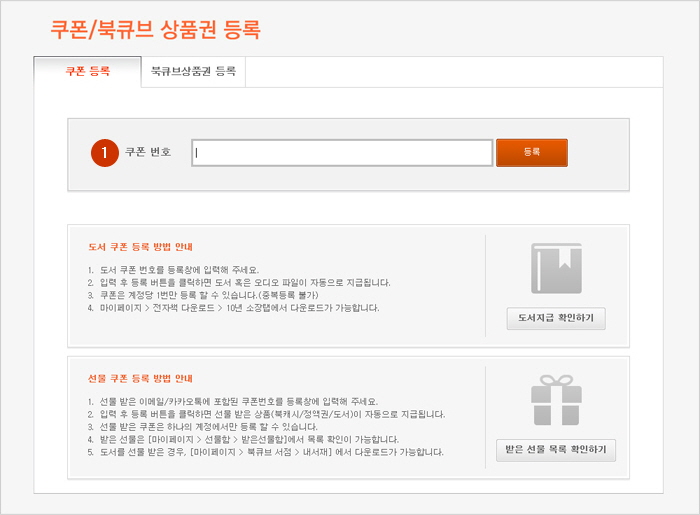 쿠폰/북큐브 상품권 등록
쿠폰 등록
북큐브상품권 등록
1 쿠폰 번호
등록
도서 쿠폰 등록 방법 안내
1. 도서 쿠폰 번호를 등록창에 입력해 주세요.
2. 입력 후 등록 버튼을 클릭하면 도서 혹은 오디오 파일이 자동으로 지급됩니다.
3. 쿠폰은 계정당 1번만 등록 할 수 있습니다.(중복등록 불가)
4. 마이페이지 > 전자책 다운로드 > 10년 소장탭에서 다운로드가 가능합니다.
도서지급 확인하기
선물 쿠폰 등록 방법 안내
1. 선물 받은 이메일/카카오톡에 포함된 쿠폰번호를 등록창에 입력해 주세요.
2. 입력 후 등록 버튼을 클릭하면 선물 받은 상품(북캐시/정액권/도서)이 자동으로 지급됩니다.
3. 선물 받은 쿠폰은 하나의 계정에서만 등록 할 수 있습니다.
4. 받은 선물은 [마이페이지 > 선물함 > 받은선물함]에서 목록 확인이 가능합니다.
5. 도서를 선물 받은 경우, [마이페이지 > 북큐브 서점 > 내서재] 에서 다운로드가 가능합니다.
받은 선물 목록 확인하기